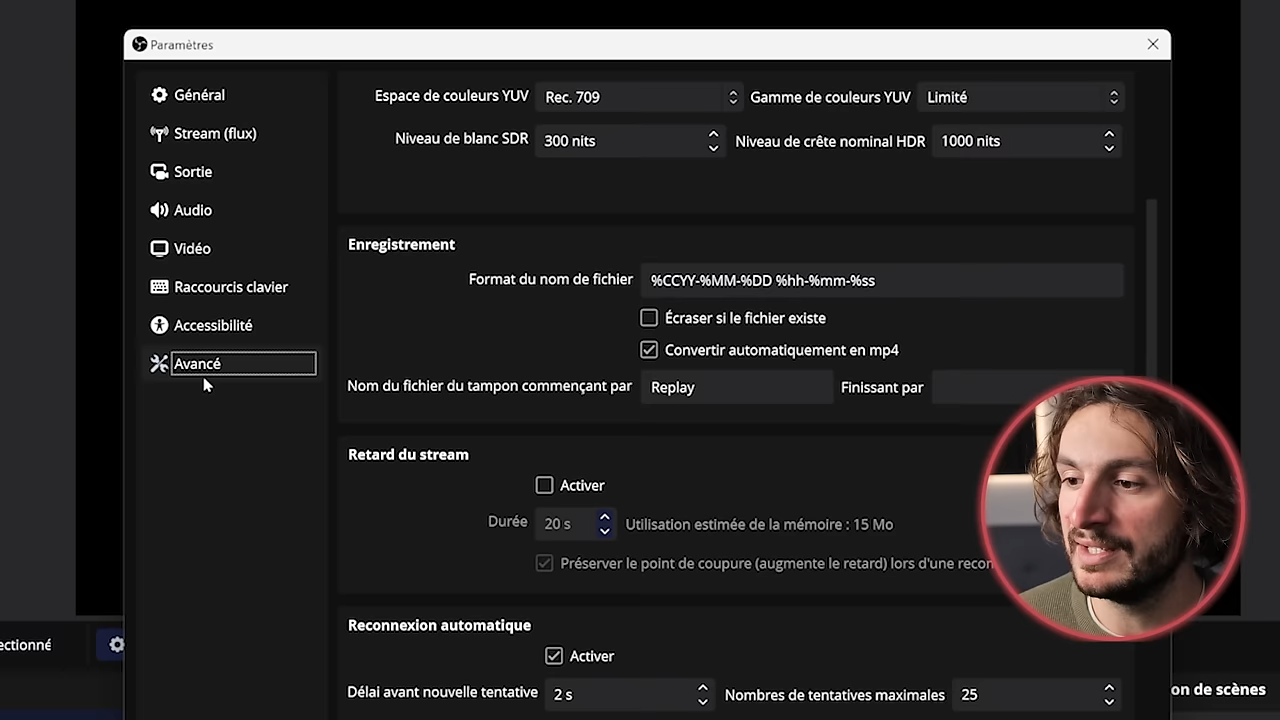 Paramètres
Général
Stream (flux)
Sortie
Audio
Vidéo
Raccourcis clavier
Accessibilité
Avancé
Espace de couleurs YUV Rec. 709 Gamme de couleurs YUV Limité
Niveau de blanc SDR 300 nits Niveau de crête nominal HDR 1000 nits
Enregistrement
Format du nom de fichier %CCYY-%MM-%DD %hh-%mm-%ss
Écraser si le fichier existe
Convertir automatiquement en mp4
Nom du fichier du tampon commençant par Replay Finissant par
Retard du stream
Activer
Durée 20 s Utilisation estimée de la mémoire : 15 Mo
Préserver le point de coupure (augmente le retard) lors d'une recon
Reconnexion automatique
Activer
Délai avant nouvelle tentative 2 s Nombres de tentatives maximales 25
ectionné
on de scènes